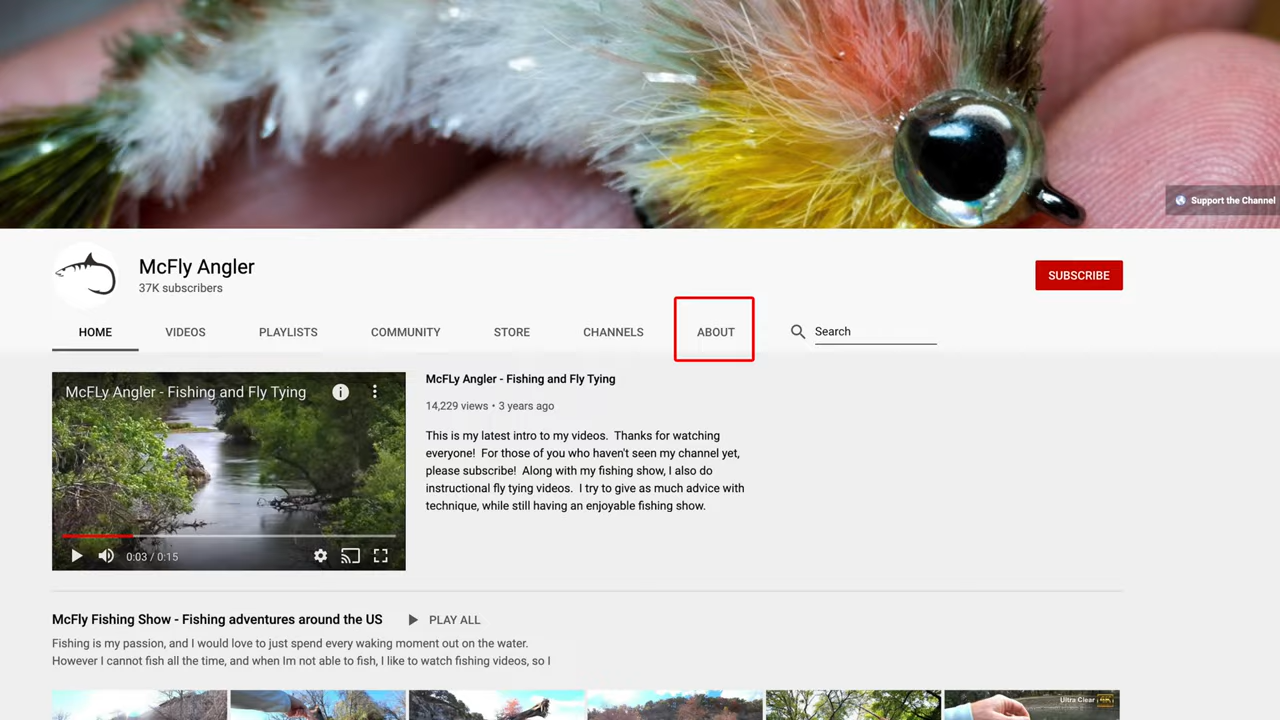 Support the Channel
McFly Angler
37K subscribers
SUBSCRIBE
HOME VIDEOS PLAYLISTS COMMUNITY STORE CHANNELS ABOUT Search
McFLy Angler - Fishing and Fly Tying
McFLy Angler - Fishing and Fly Tying
14,229 views • 3 years ago
This is my latest intro to my videos. Thanks for watching
everyone! For those of you who haven't seen my channel yet,
please subscribe! Along with my fishing show, I also do
instructional fly tying videos. I try to give as much advice with
technique, while still having an enjoyable fishing show.
0:03 / 0:15
McFly Fishing Show - Fishing adventures around the US PLAY ALL
Fishing is my passion, and I would love to just spend every waking moment out on the water.
However I cannot fish all the time, and when Im not able to fish, I like to watch fishing videos, so I
Ultra Clear 4K